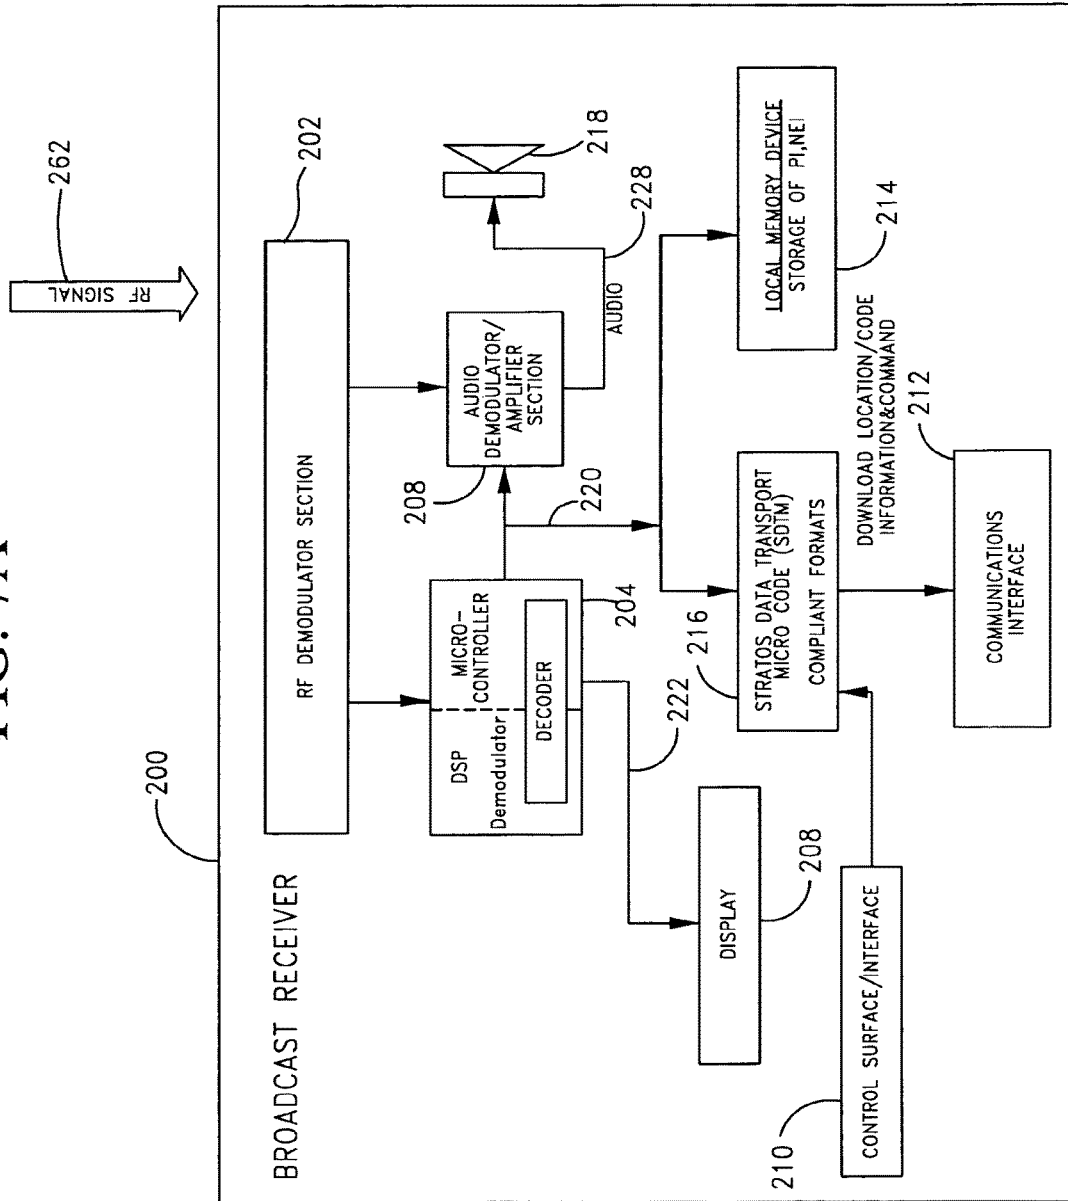 FIG. 7A
200
262
RF SIGNAL
BROADCAST RECEIVER
202
RF DEMODULATOR SECTION
DSP
Demodulator
MICRO-
CONTROLLER
DECODER
204
208
AUDIO
DEMODULATOR/
AMPLIFIER
SECTION
218
228
AUDIO
220
222
DISPLAY
208
216
STRATOS DATA TRANSPORT
MICRO CODE (SDTM)
COMPLIANT FORMATS
LOCAL MEMORY DEVICE
STORAGE OF PI,NEI
214
210
CONTROL SURFACE/INTERFACE
DOWNLOAD LOCATION/CODE
INFORMATION&COMMAND
212
COMMUNICATIONS
INTERFACE